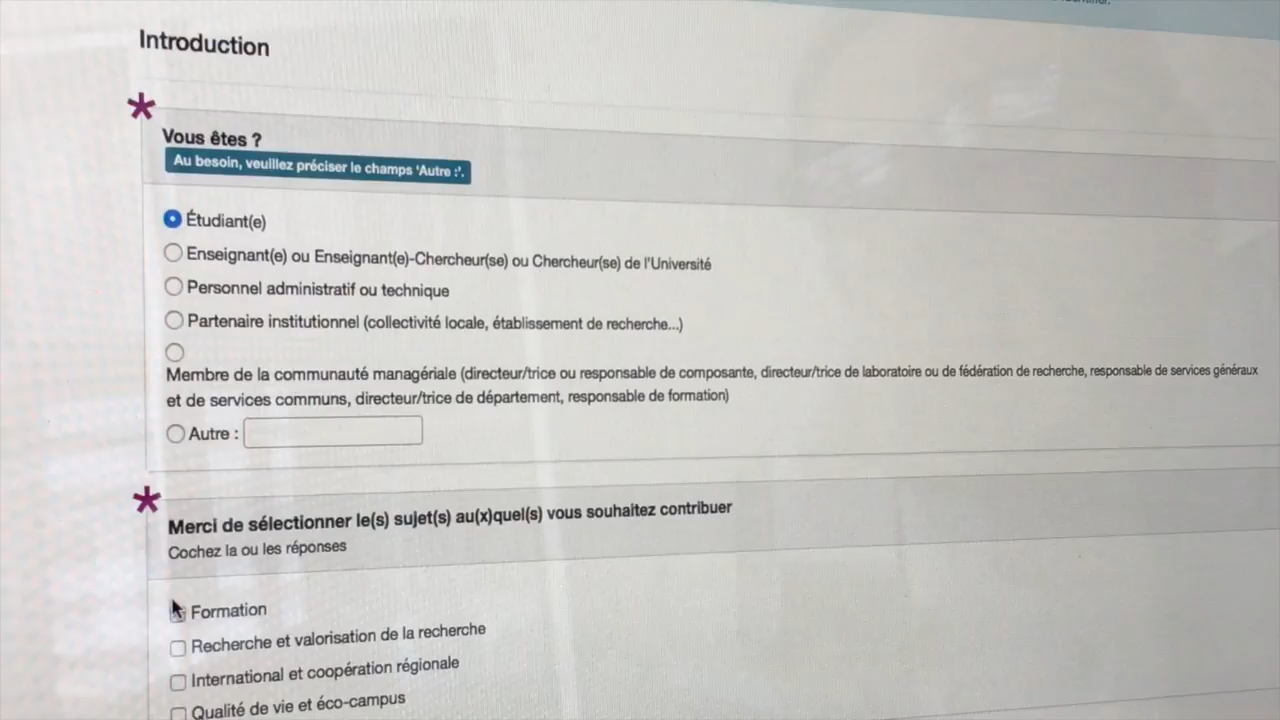 Introduction
*
Vous êtes ?
Au besoin, veuillez préciser le champs 'Autre :'.
Étudiant(e)
Enseignant(e) ou Enseignant(e)-Chercheur(se) ou Chercheur(se) de l'Université
Personnel administratif ou technique
Partenaire institutionnel (collectivité locale, établissement de recherche...)
Membre de la communauté managériale (directeur/trice ou responsable de composante, directeur/trice de laboratoire ou de fédération de recherche, responsable de services généraux
et de services communs, directeur/trice de département, responsable de formation)
Autre :
*
Merci de sélectionner le(s) sujet(s) au(x)quel(s) vous souhaitez contribuer
Cochez la ou les réponses
Formation
Recherche et valorisation de la recherche
International et coopération régionale
Qualité de vie et éco-campus